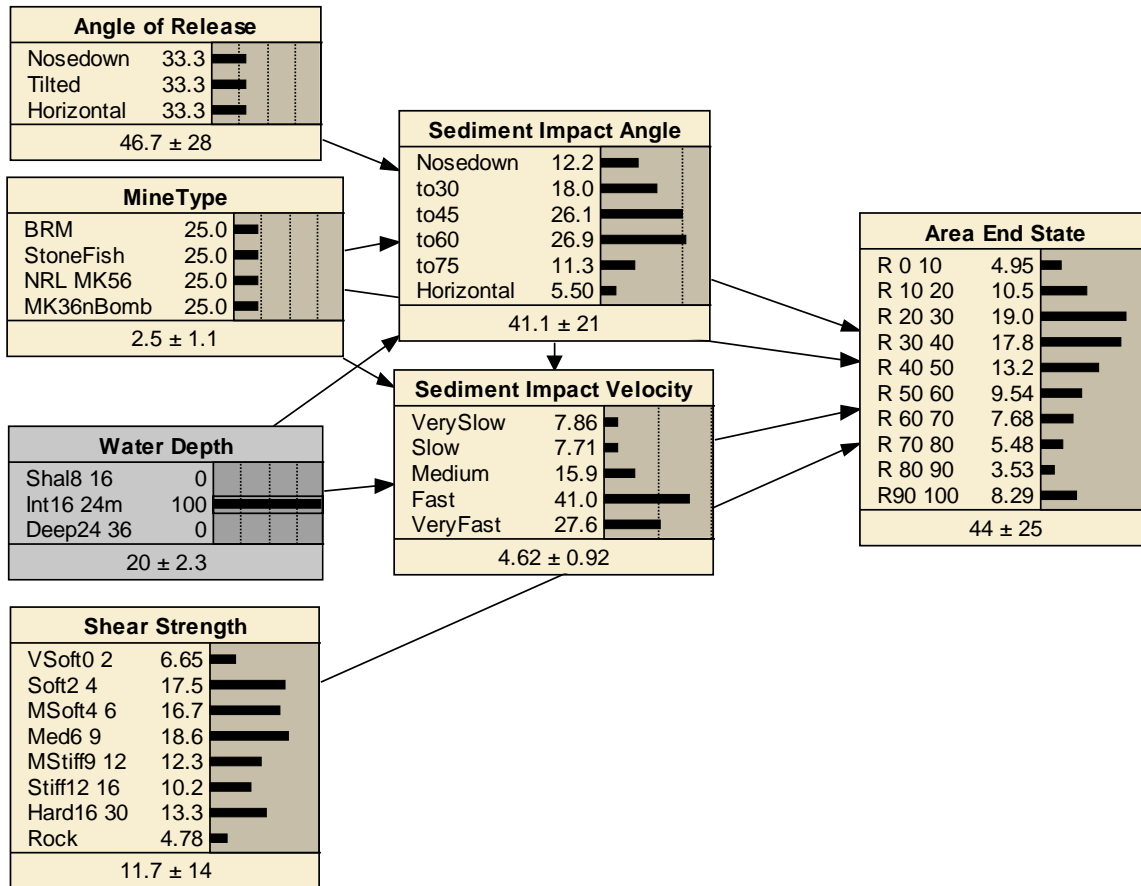 Angle of Release
Nosedown 33.3
Tilted 33.3
Horizontal 33.3
46.7 ± 28
MineType
BRM 25.0
StoneFish 25.0
NRL MK56 25.0
MK36nBomb 25.0
2.5 ± 1.1
Water Depth
Shal8 16 0
Int16 24m 100
Deep24 36 0
20 ± 2.3
Shear Strength
VSoft0 2 6.65
Soft2 4 17.5
MSoft4 6 16.7
Med6 9 18.6
MStiff9 12 12.3
Stiff12 16 10.2
Hard16 30 13.3
Rock 4.78
11.7 ± 14
Sediment Impact Angle
Nosedown 12.2
to30 18.0
to45 26.1
to60 26.9
to75 11.3
Horizontal 5.50
41.1 ± 21
Sediment Impact Velocity
VerySlow 7.86
Slow 7.71
Medium 15.9
Fast 41.0
VeryFast 27.6
4.62 ± 0.92
Area End State
R 0 10 4.95
R 10 20 10.5
R 20 30 19.0
R 30 40 17.8
R 40 50 13.2
R 50 60 9.54
R 60 70 7.68
R 70 80 5.48
R 80 90 3.53
R90 100 8.29
44 ± 25